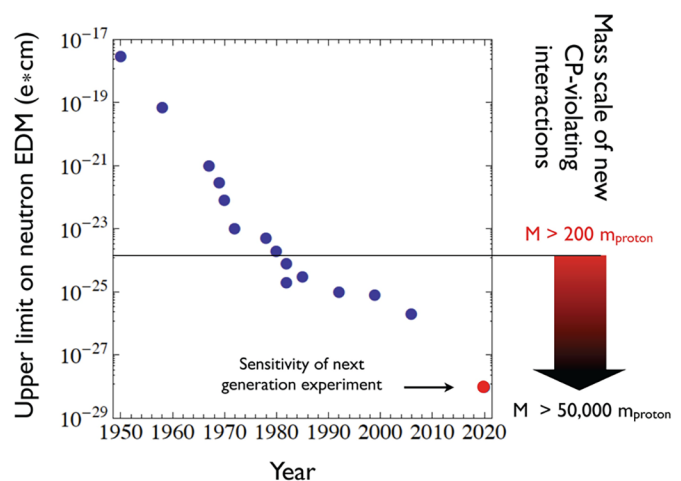 Upper limit on neutron EDM (e*cm)
10⁻¹⁷
10⁻¹⁹
10⁻²¹
10⁻²³
10⁻²⁵
10⁻²⁷
10⁻²⁹
1950 1960 1970 1980 1990 2000 2010 2020
Year
Sensitivity of next
generation experiment
Mass scale of new
CP-violating
interactions
M > 200 mproton
M > 50,000 mproton